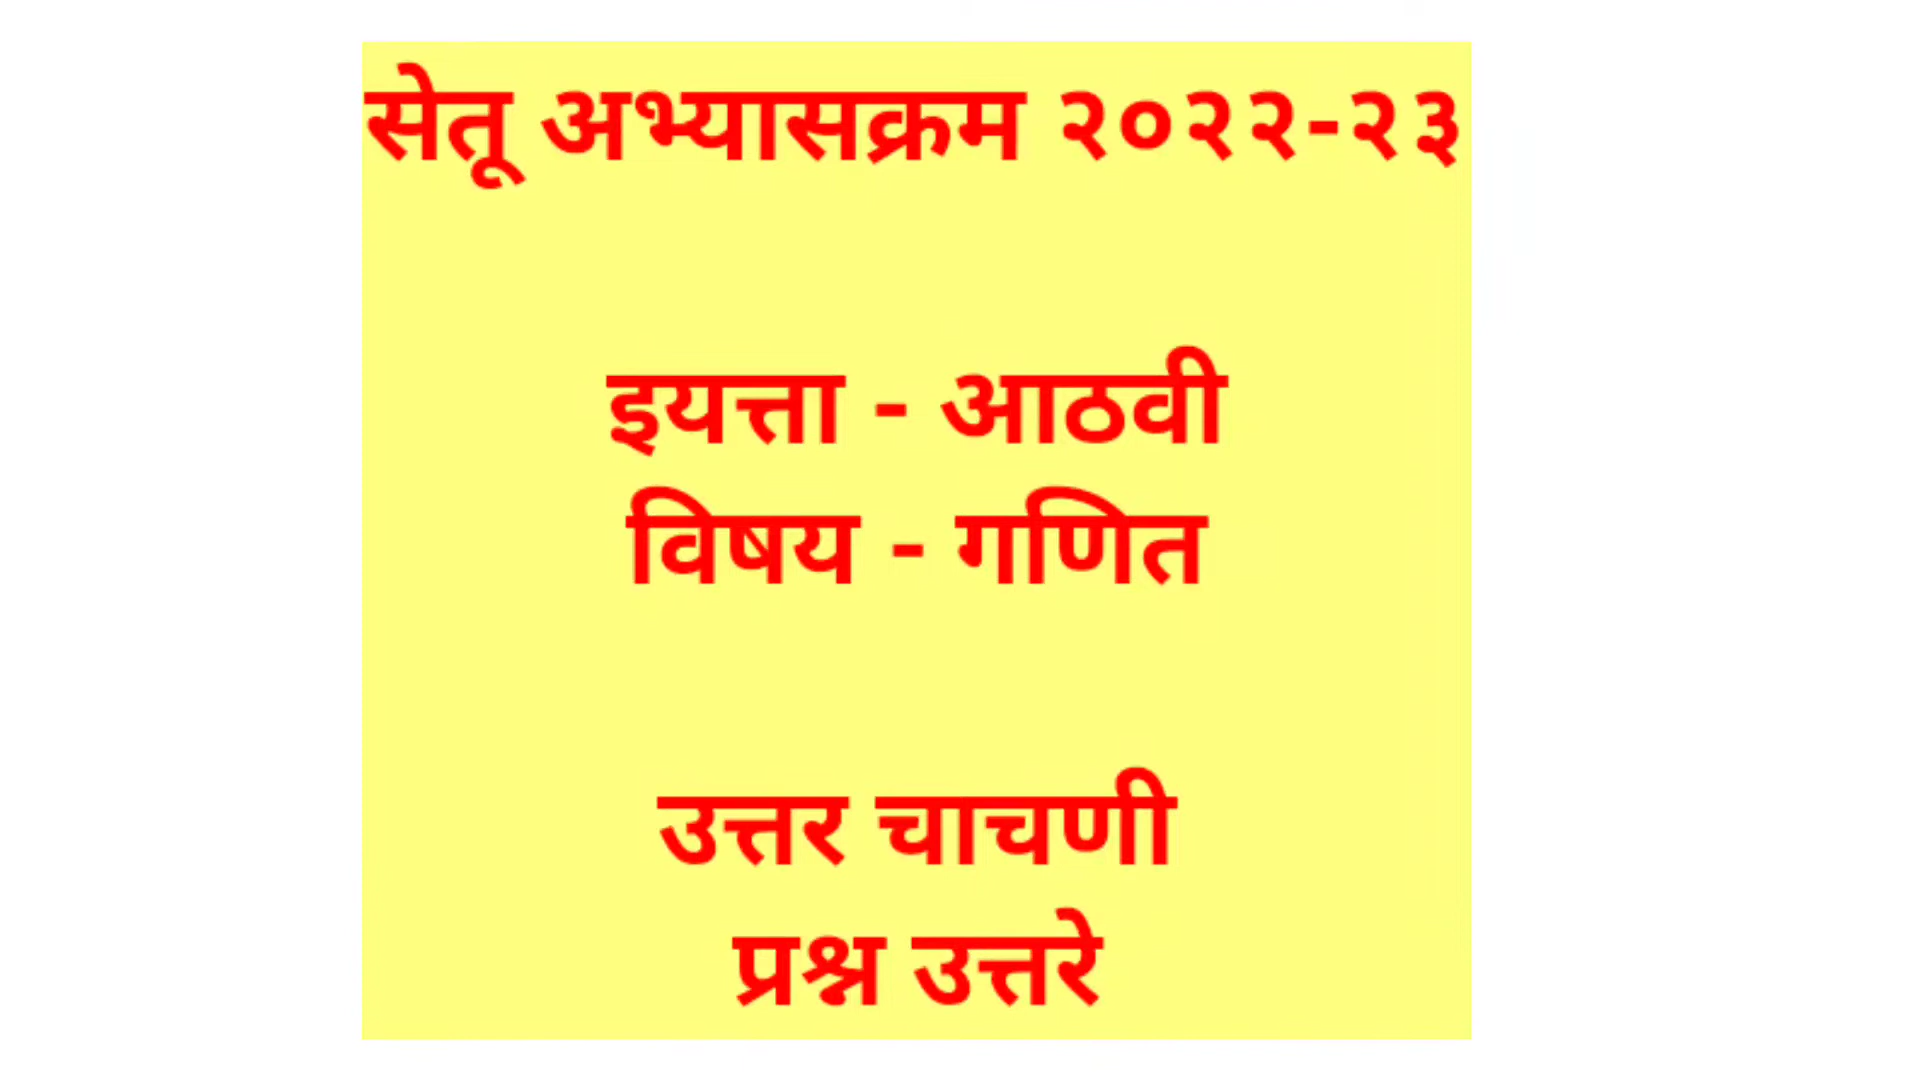 सेतू अभ्यासक्रम २०२२-२३
इयत्ता - आठवी
विषय - गणित
उत्तर चाचणी
प्रश्न उत्तरे